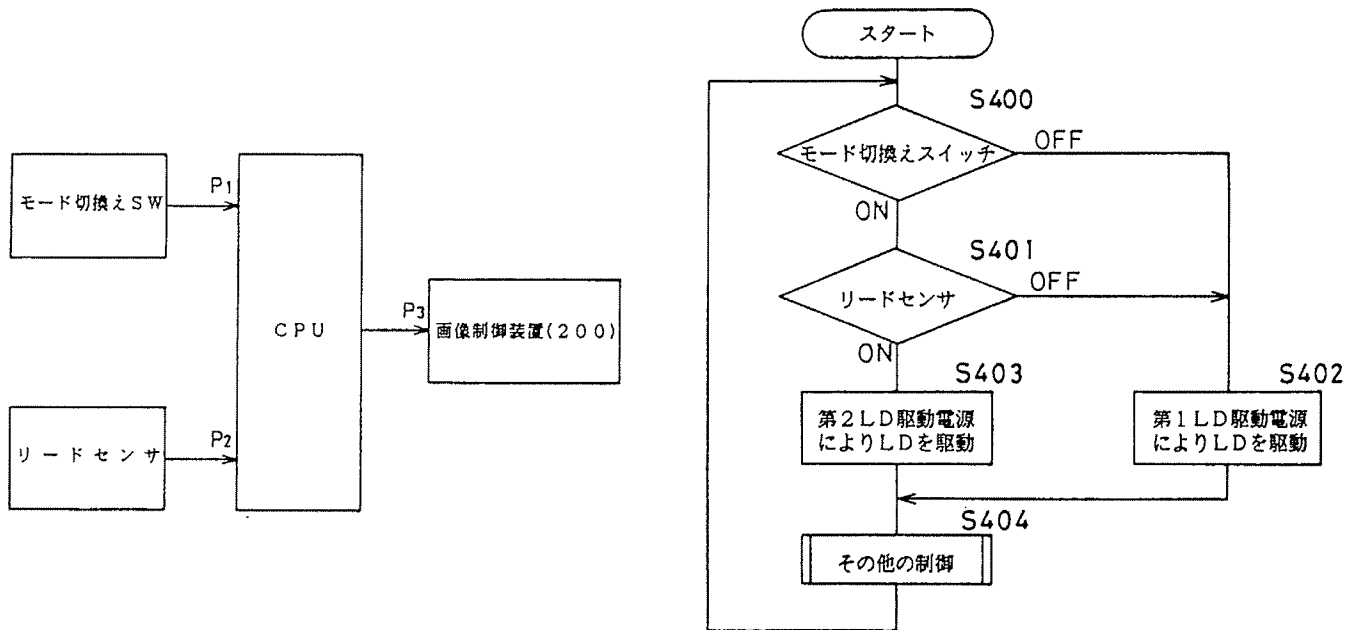 モード切換えSW
P1
CPU
P3
画像制御装置(200)
リードセンサ
P2
スタート
S400
モード切換えスイッチ
OFF
ON
S401
リードセンサ
OFF
ON
S403
第2LD駆動電源
によりLDを駆動
S402
第1LD駆動電源
によりLDを駆動
S404
その他の制御